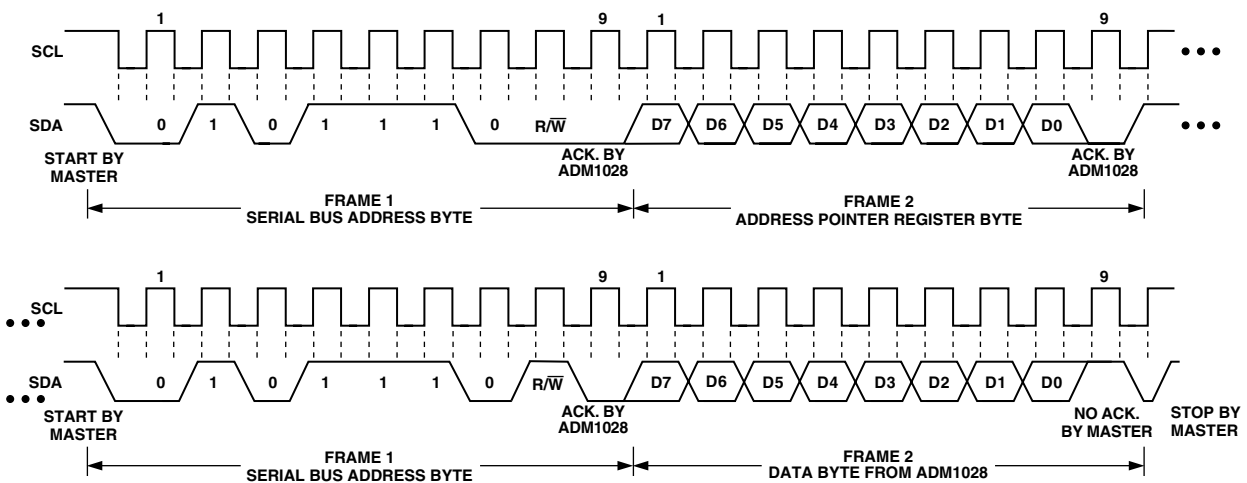 1 9 1 9
SCL
SDA 0 1 0 1 1 1 0 R/W̅ D7 D6 D5 D4 D3 D2 D1 D0
START BY
MASTER
ACK. BY
ADM1028
ACK. BY
ADM1028
FRAME 1
SERIAL BUS ADDRESS BYTE
FRAME 2
ADDRESS POINTER REGISTER BYTE
1 9 1 9
SCL
SDA 0 1 0 1 1 1 0 R/W̅ D7 D6 D5 D4 D3 D2 D1 D0
START BY
MASTER
ACK. BY
ADM1028
NO ACK.
BY MASTER
STOP BY
MASTER
FRAME 1
SERIAL BUS ADDRESS BYTE
FRAME 2
DATA BYTE FROM ADM1028